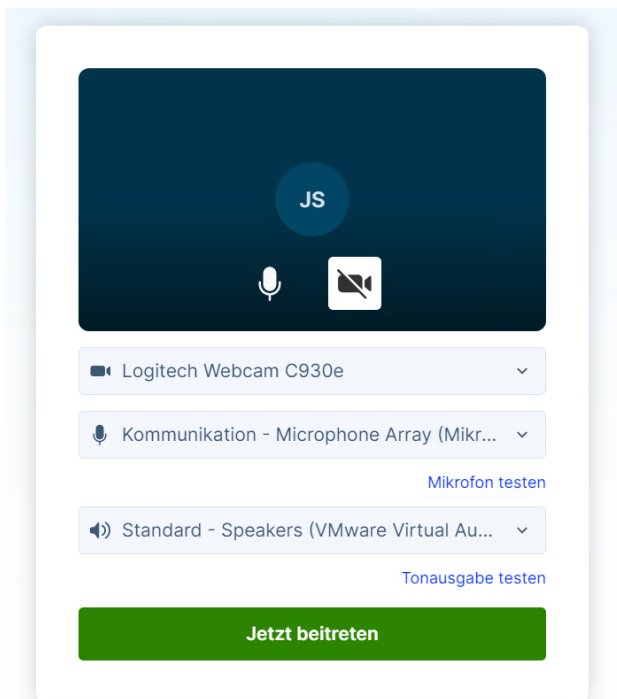 JS
Logitech Webcam C930e
Kommunikation - Microphone Array (Mikr...
Mikrofon testen
Standard - Speakers (VMware Virtual Au...
Tonausgabe testen
Jetzt beitreten